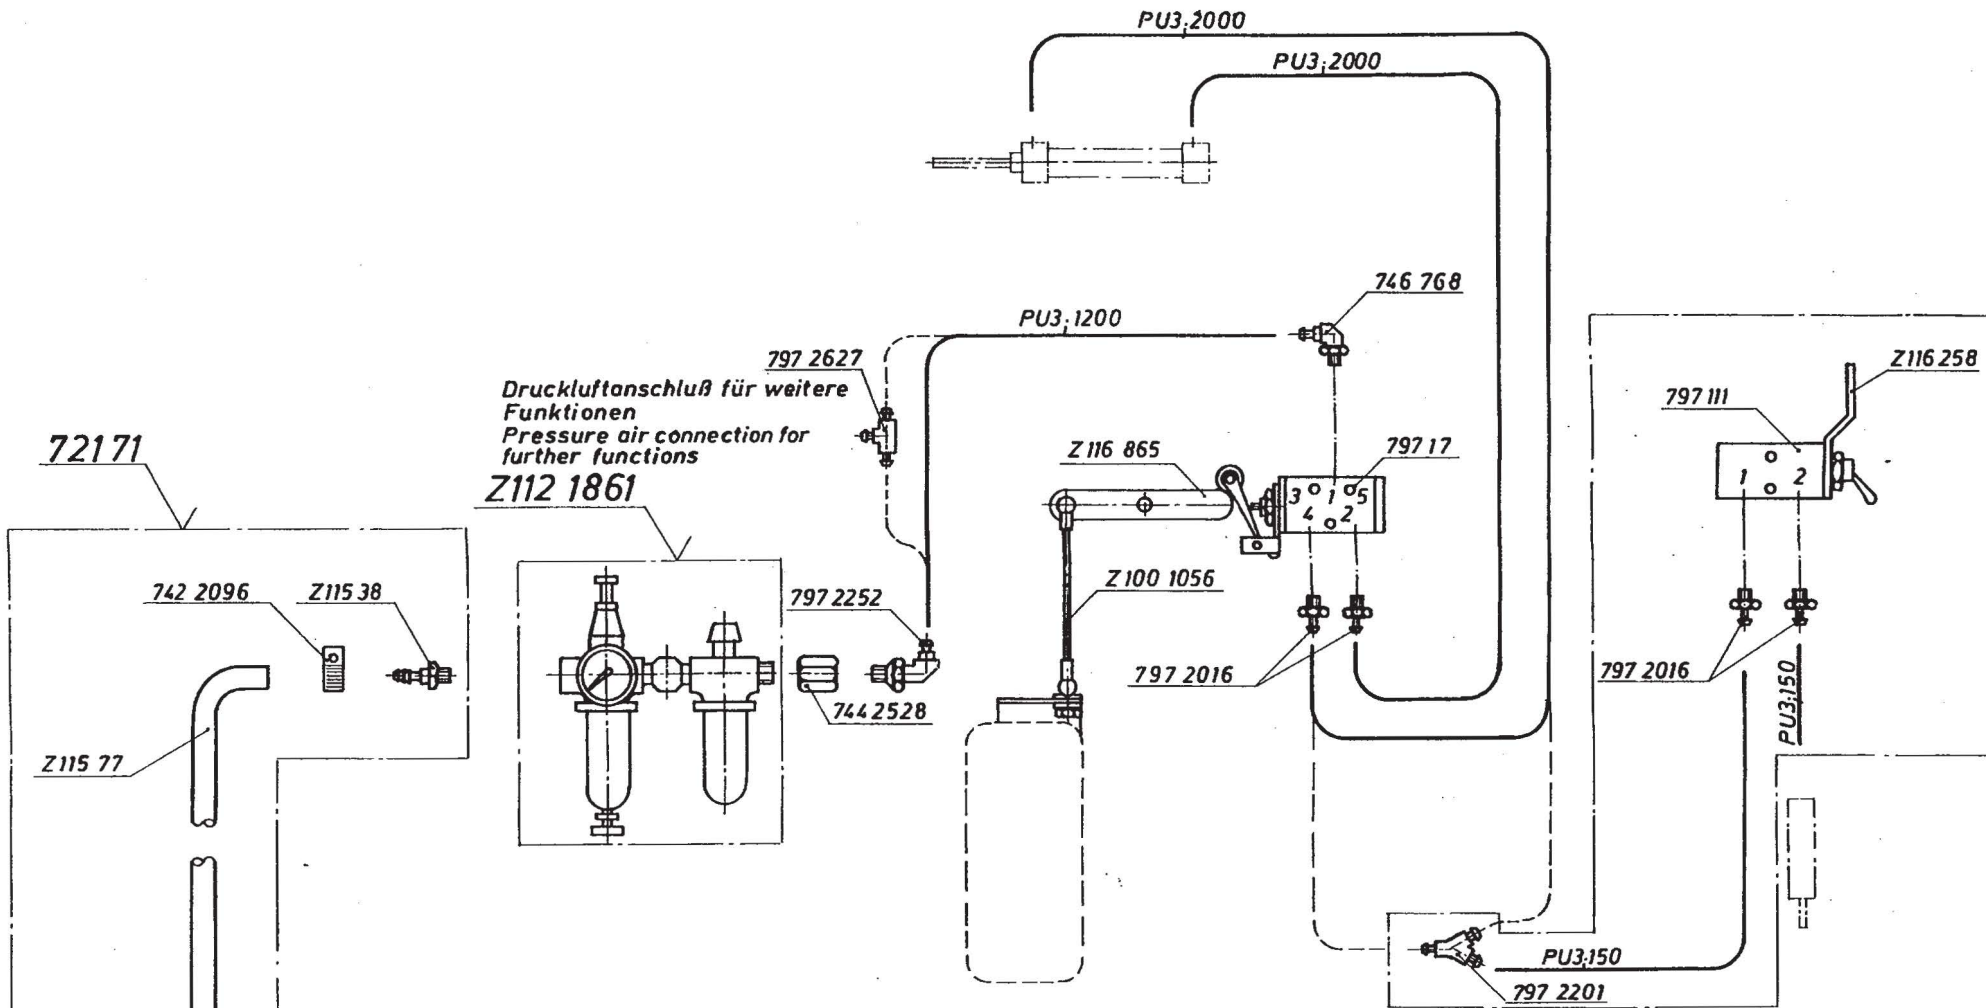 PU3;2000
PU3;2000
746 768
PU3;1200
797 2627
Z116 258
Druckluftanschluß für weitere
Funktionen
Pressure air connection for
further functions
797 111
72171
Z116 865
797 17
Z112 1861
3 1 5
4 2
1 2
742 2096
Z115 38
797 2252
Z100 1056
797 2016
797 2016
744 2528
PU3;150
Z115 77
PU3;150
797 2201